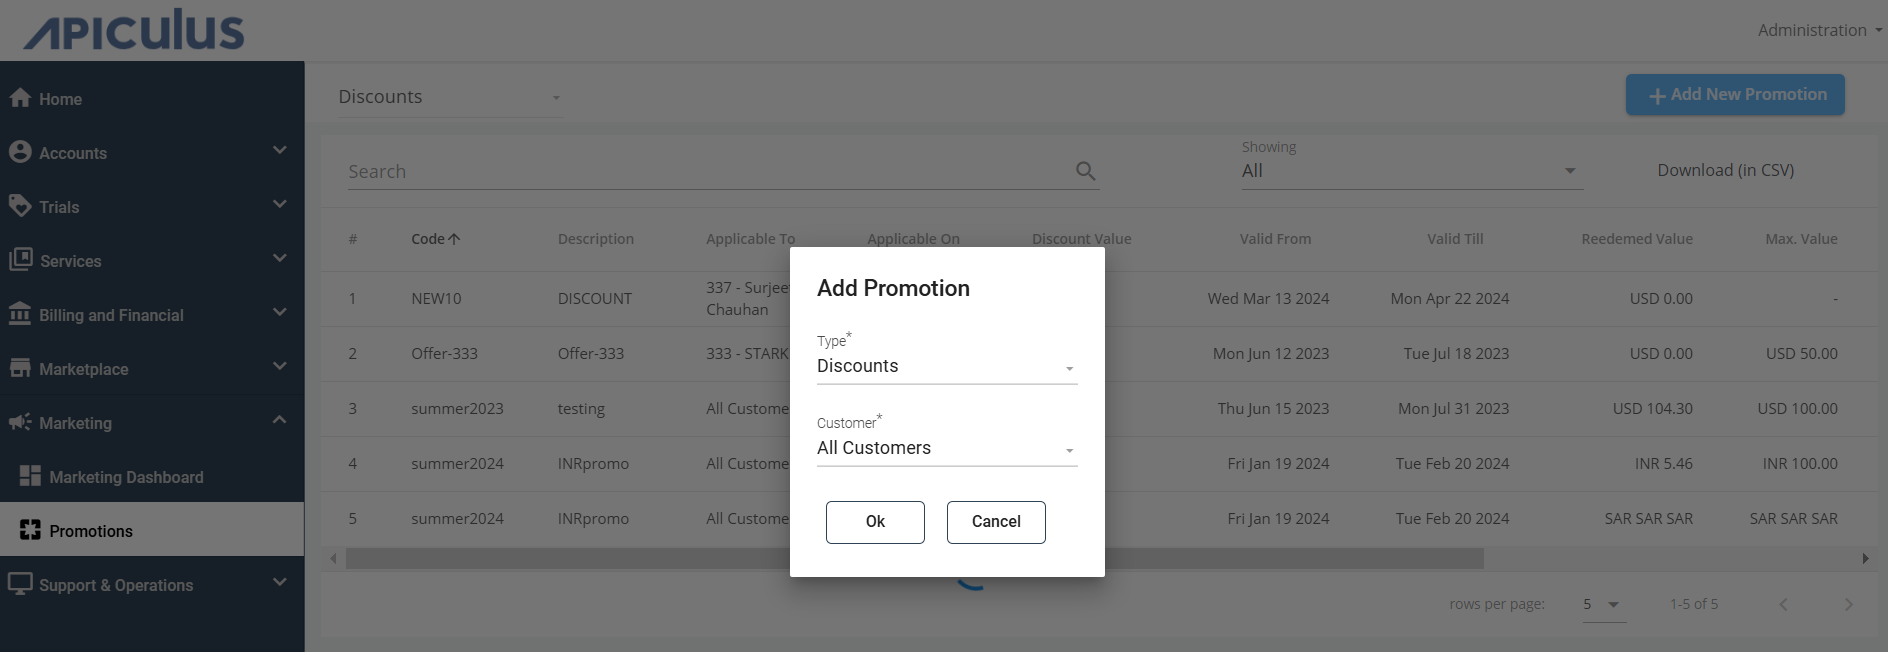 APICULUS
Administration
Home
Accounts
Trials
Services
Billing and Financial
Marketplace
Marketing
Marketing Dashboard
Promotions
Support & Operations
Discounts
Add New Promotion
Search
Showing
All
Download (in CSV)
# Code Description Applicable To Applicable On Discount Value Valid From Valid Till Reedemed Value Max. Value
1 NEW10 DISCOUNT 337 - Surjee Chauhan Wed Mar 13 2024 Mon Apr 22 2024 USD 0.00 -
2 Offer-333 Offer-333 333 - STARK Mon Jun 12 2023 Tue Jul 18 2023 USD 0.00 USD 50.00
3 summer2023 testing All Custome Thu Jun 15 2023 Mon Jul 31 2023 USD 104.30 USD 100.00
4 summer2024 INRpromo All Custome Fri Jan 19 2024 Tue Feb 20 2024 INR 5.46 INR 100.00
5 summer2024 INRpromo All Custome Fri Jan 19 2024 Tue Feb 20 2024 SAR SAR SAR SAR SAR SAR
rows per page: 5 1-5 of 5
Add Promotion
Type*
Discounts
Customer*
All Customers
Ok Cancel